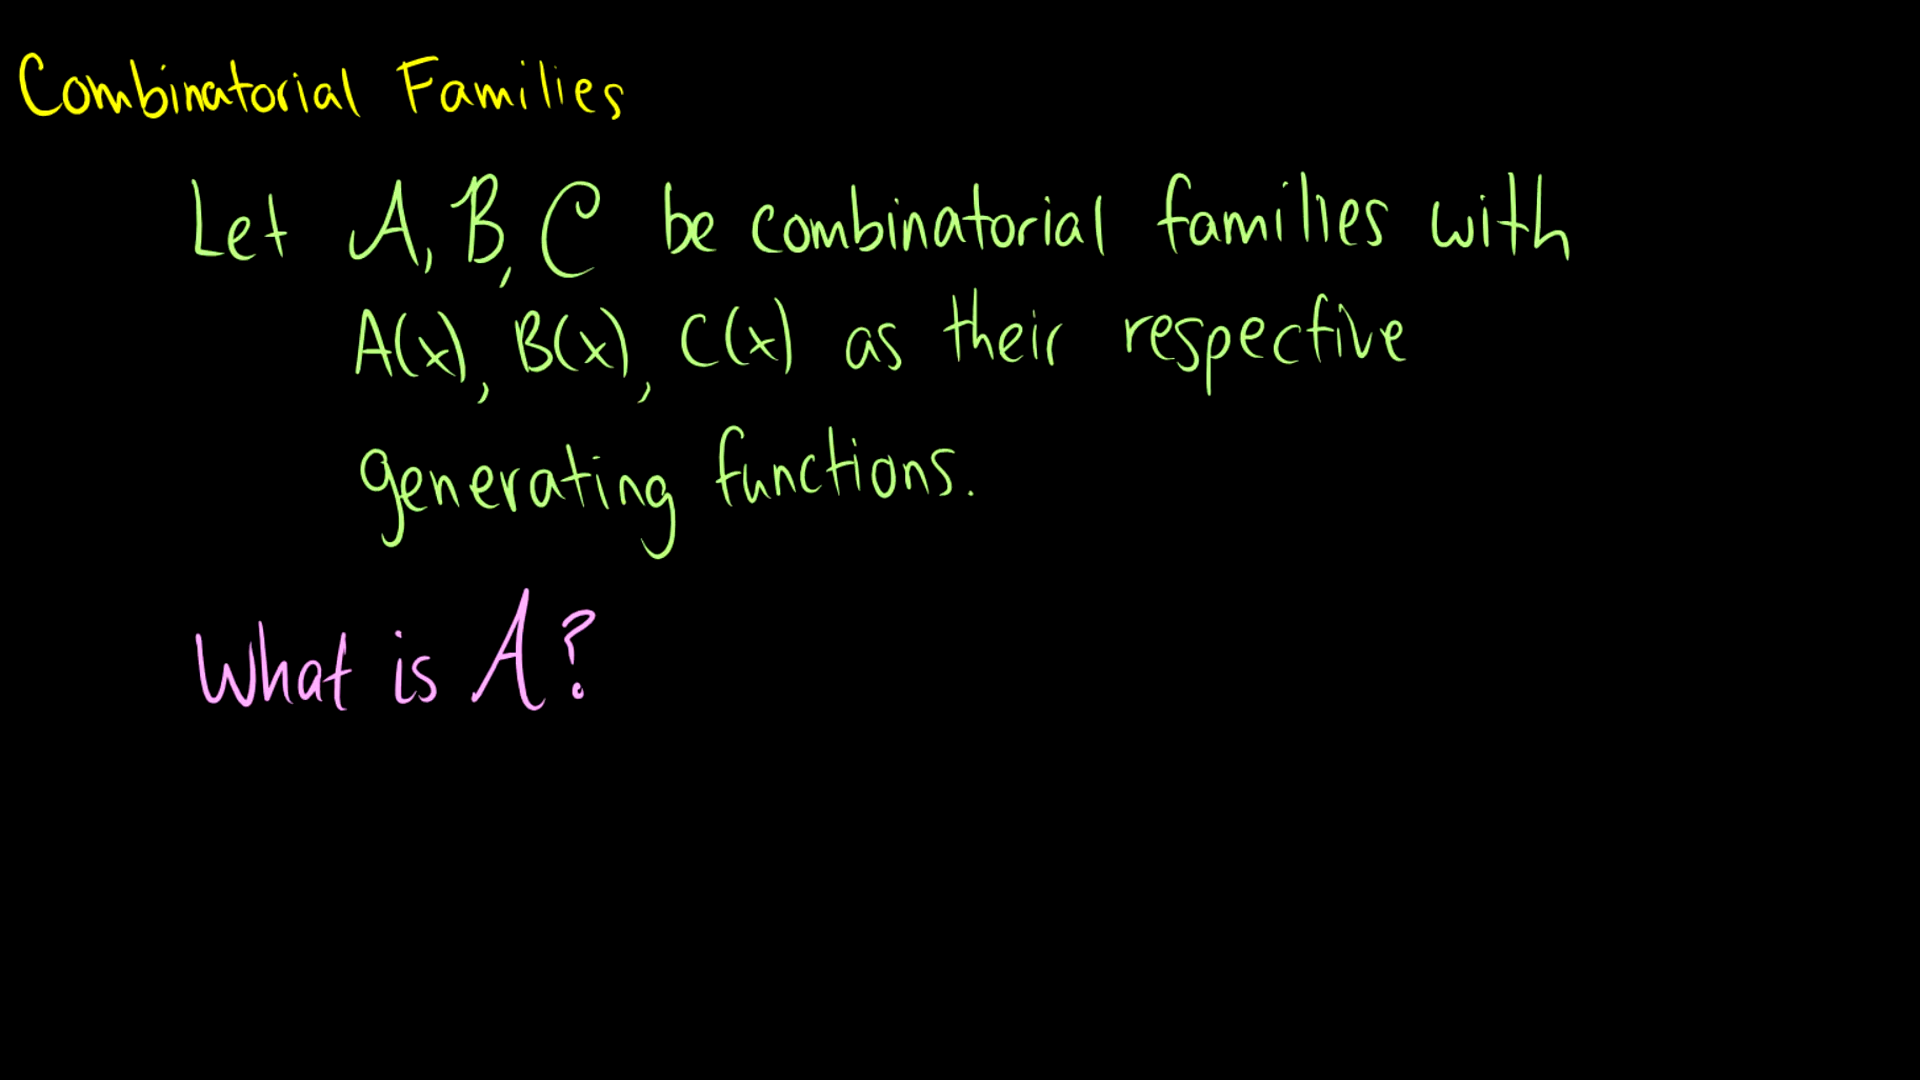 Combinatorial Families
Let A, B, C be combinatorial families with
A(x), B(x), C(x) as their respective
generating functions.
What is A?